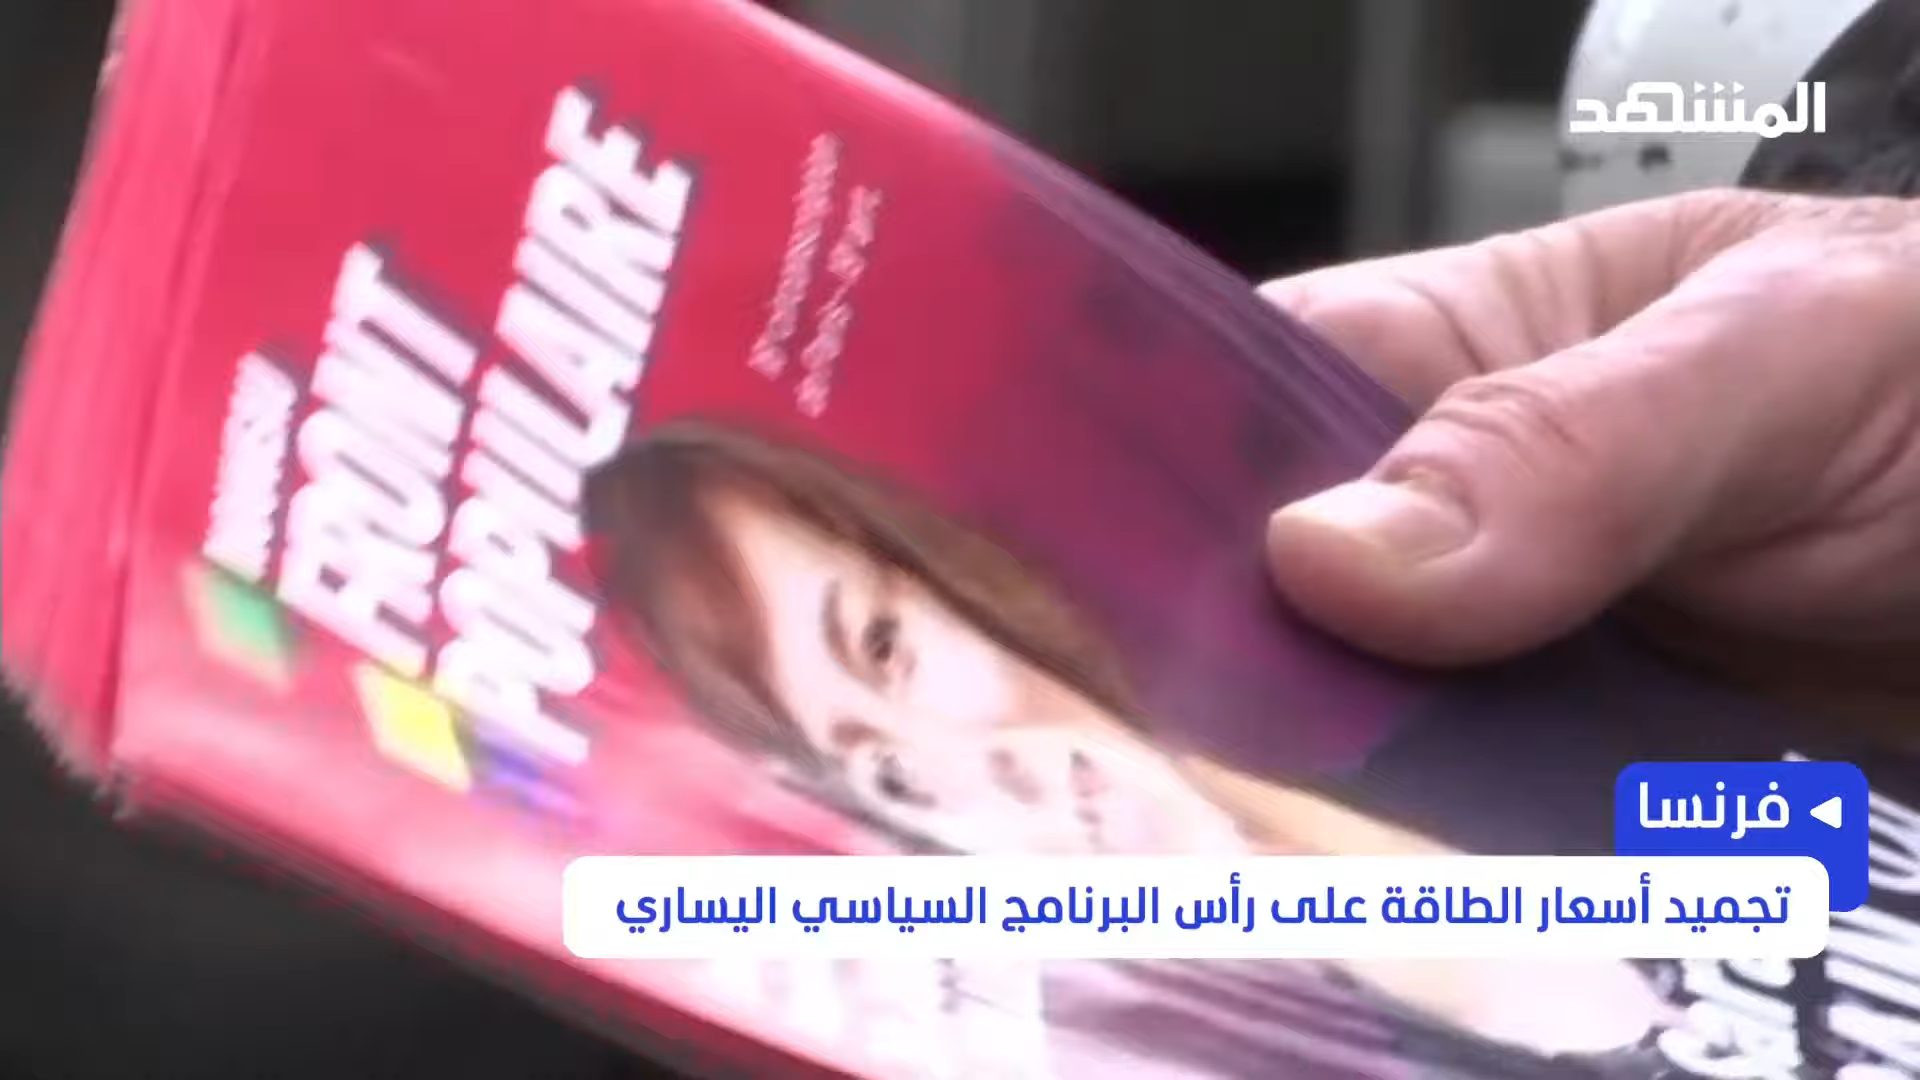 المشهد
FRONT
POPULAIRE
فرنسا
تجميد أسعار الطاقة على رأس البرنامج السياسي اليساري